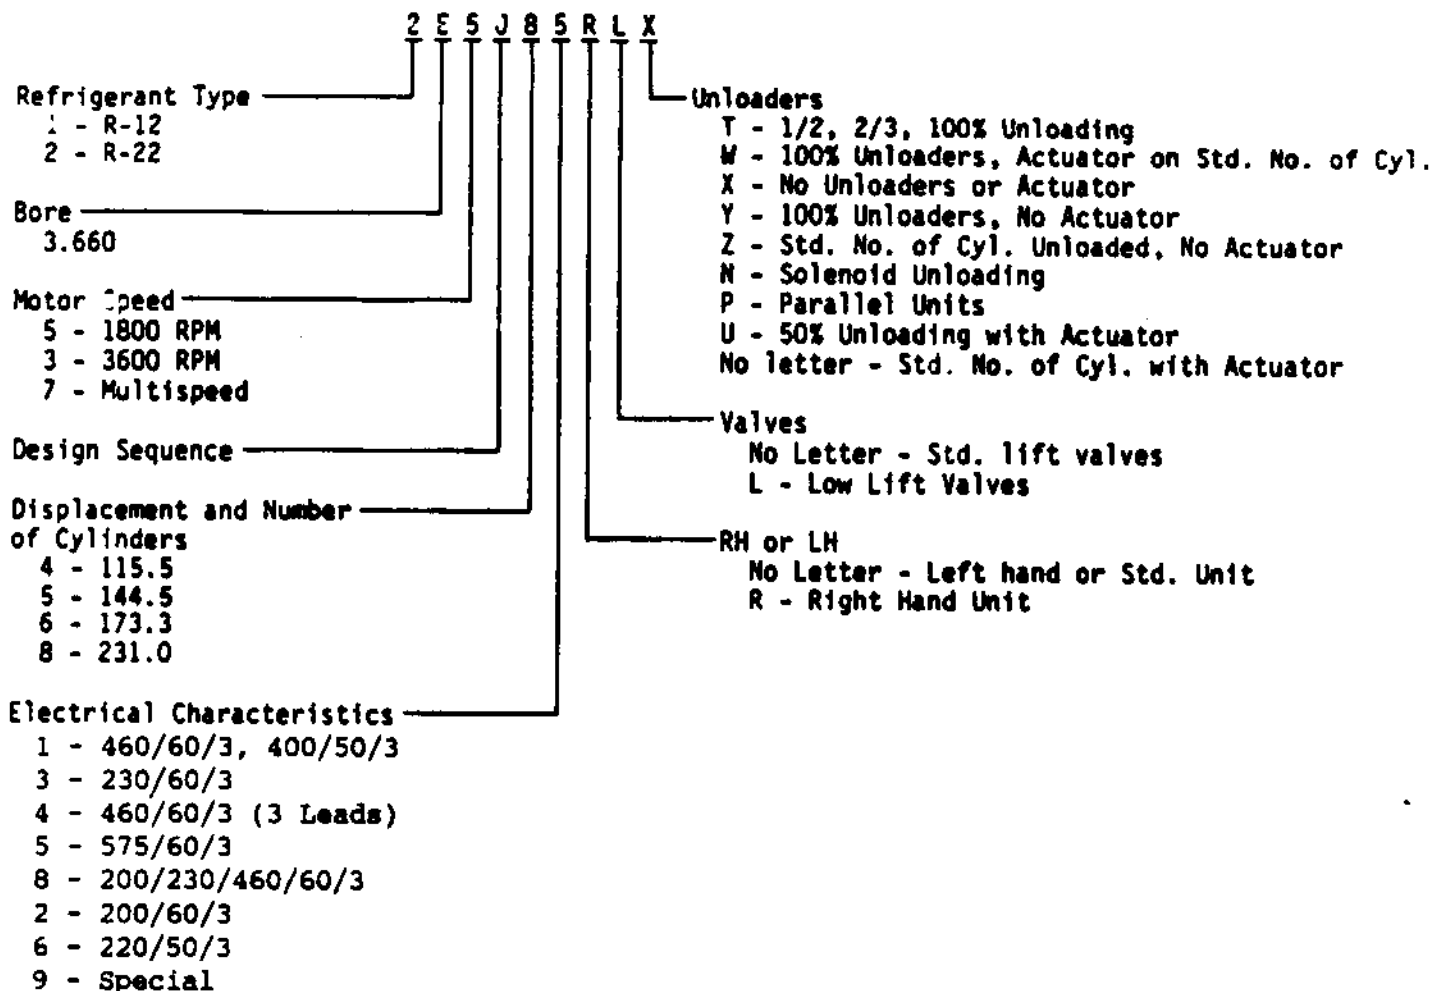 2 E 5 J 8 5 R L X
Refrigerant Type
1 - R-12
2 - R-22
Bore
3.660
Motor Speed
5 - 1800 RPM
3 - 3600 RPM
7 - Multispeed
Design Sequence
Displacement and Number
of Cylinders
4 - 115.5
5 - 144.5
6 - 173.3
8 - 231.0
Electrical Characteristics
1 - 460/60/3, 400/50/3
3 - 230/60/3
4 - 460/60/3 (3 Leads)
5 - 575/60/3
8 - 200/230/460/60/3
2 - 200/60/3
6 - 220/50/3
9 - Special
Unloaders
T - 1/2, 2/3, 100% Unloading
W - 100% Unloaders, Actuator on Std. No. of Cyl.
X - No Unloaders or Actuator
Y - 100% Unloaders, No Actuator
Z - Std. No. of Cyl. Unloaded, No Actuator
N - Solenoid Unloading
P - Parallel Units
U - 50% Unloading with Actuator
No letter - Std. No. of Cyl. with Actuator
Valves
No Letter - Std. lift valves
L - Low Lift Valves
RH or LH
No Letter - Left hand or Std. Unit
R - Right Hand Unit